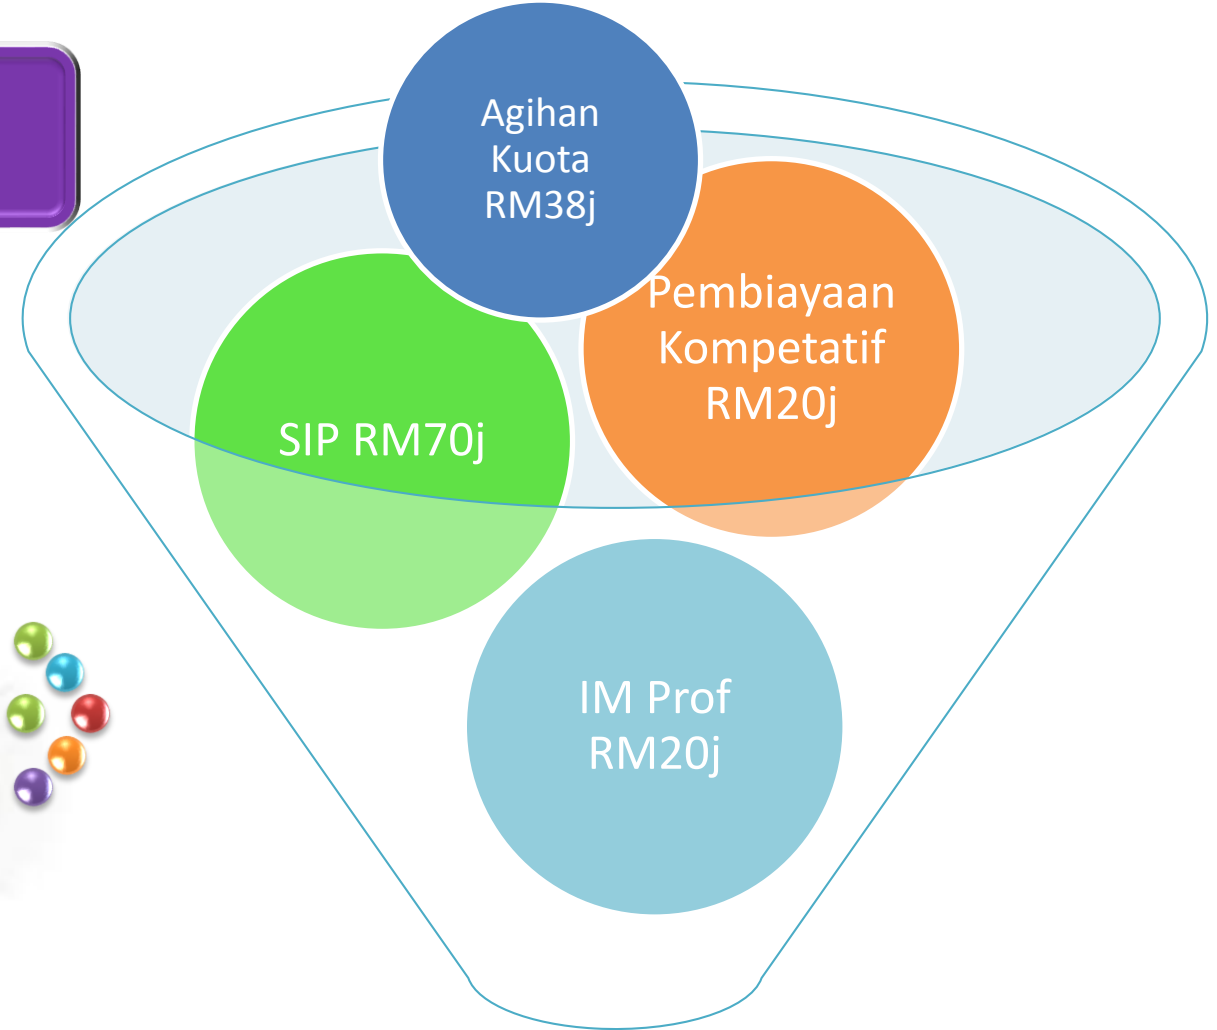 Agihan
Kuota
RM38j
Pembiayaan
Kompetatif
RM20j
SIP RM70j
IM Prof
RM20j